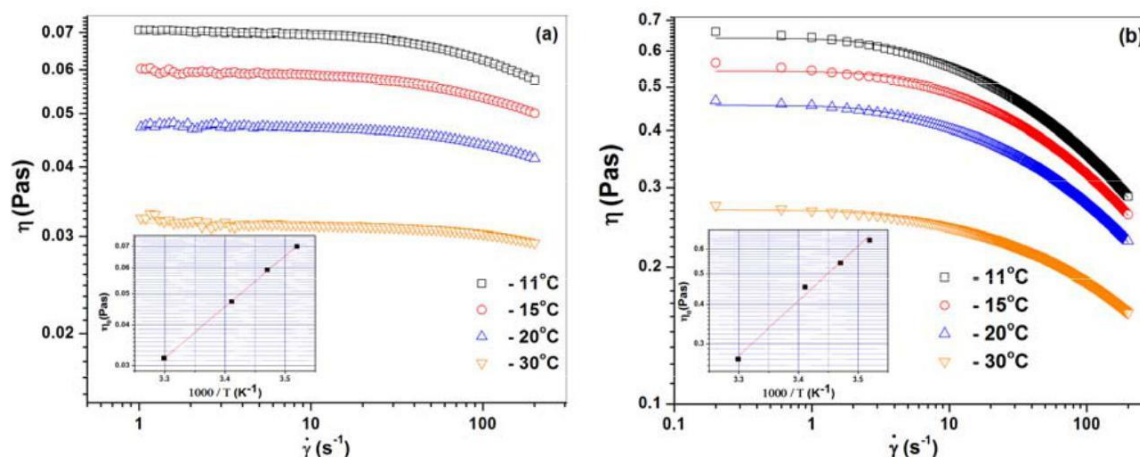 (a)
0.07
0.06
0.05
0.04
0.03
0.02
η (Pas)
1
10
100
γ̇ (s⁻¹)
- 11°C
- 15°C
- 20°C
- 30°C
0.07
0.06
0.05
0.04
0.03
η₀(Pas)
3.3
3.4
3.5
1000 / T (K⁻¹)
(b)
0.7
0.6
0.5
0.4
0.3
0.2
0.1
η (Pas)
0.1
1
10
100
γ̇ (s⁻¹)
- 11°C
- 15°C
- 20°C
- 30°C
0.6
0.5
0.4
0.3
η₀(Pas)
3.3
3.4
3.5
1000 / T (K⁻¹)